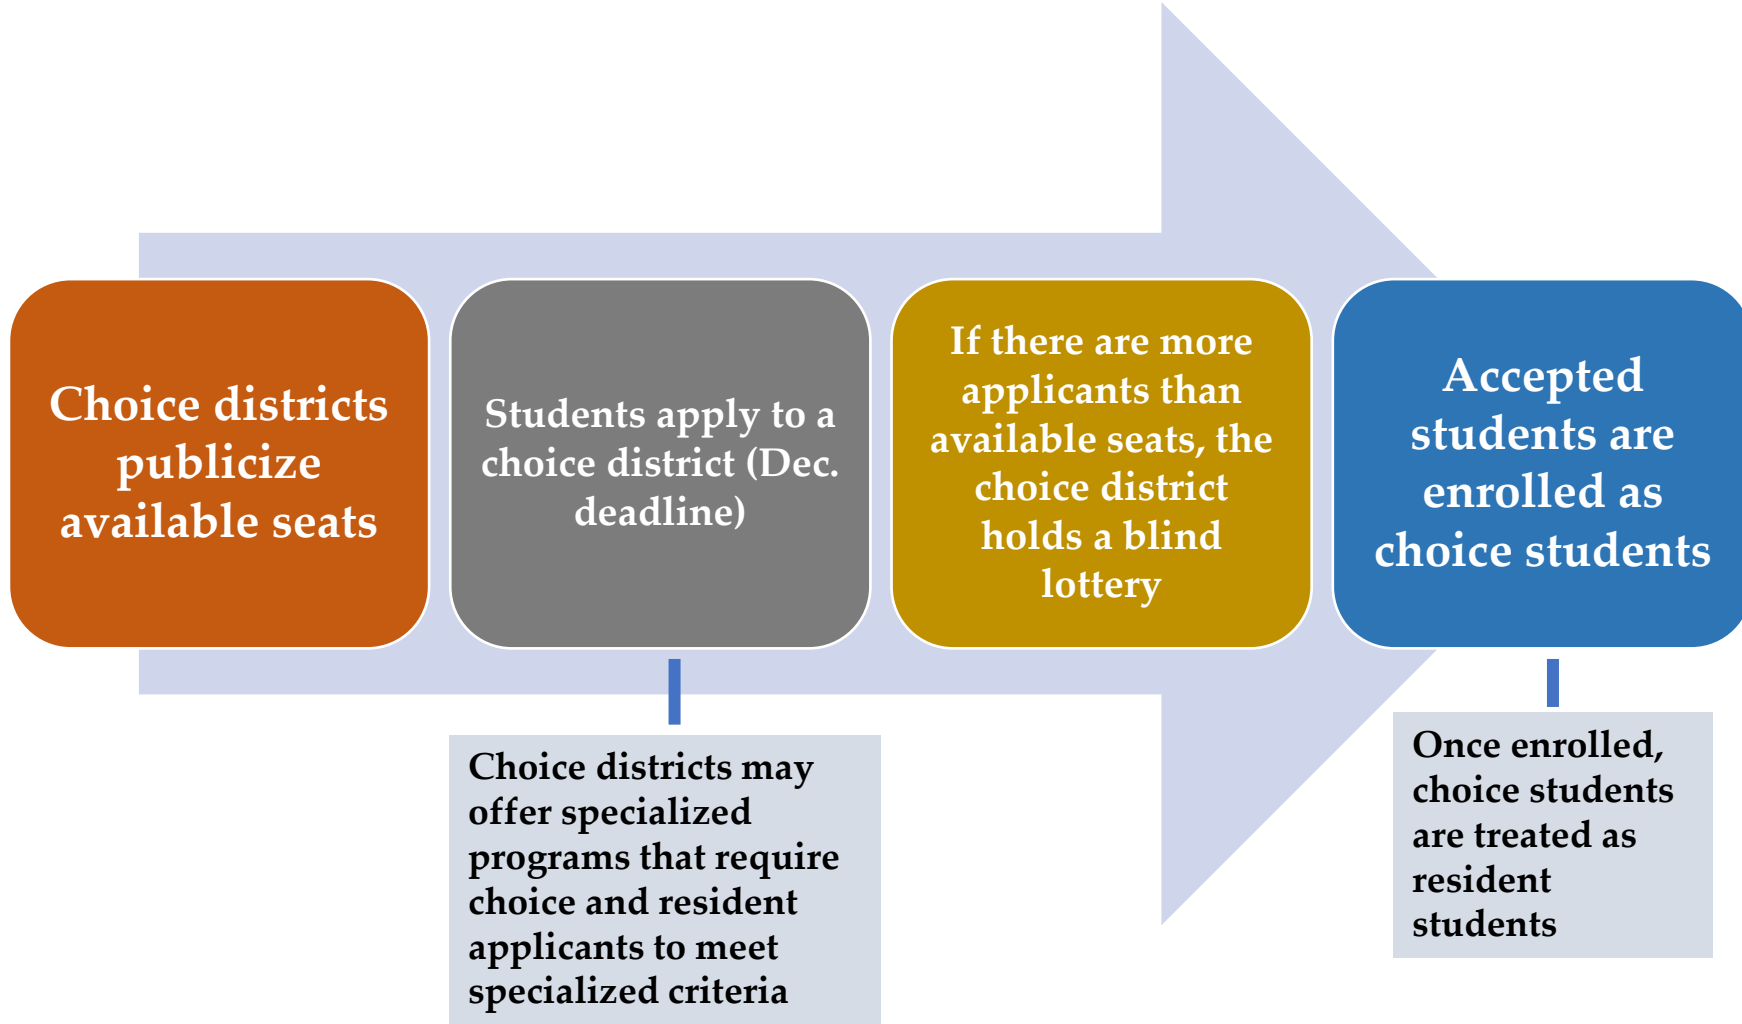 Choice districts
publicize
available seats
Students apply to a
choice district (Dec.
deadline)
If there are more
applicants than
available seats, the
choice district
holds a blind
lottery
Accepted
students are
enrolled as
choice students
Choice districts may
offer specialized
programs that require
choice and resident
applicants to meet
specialized criteria
Once enrolled,
choice students
are treated as
resident
students